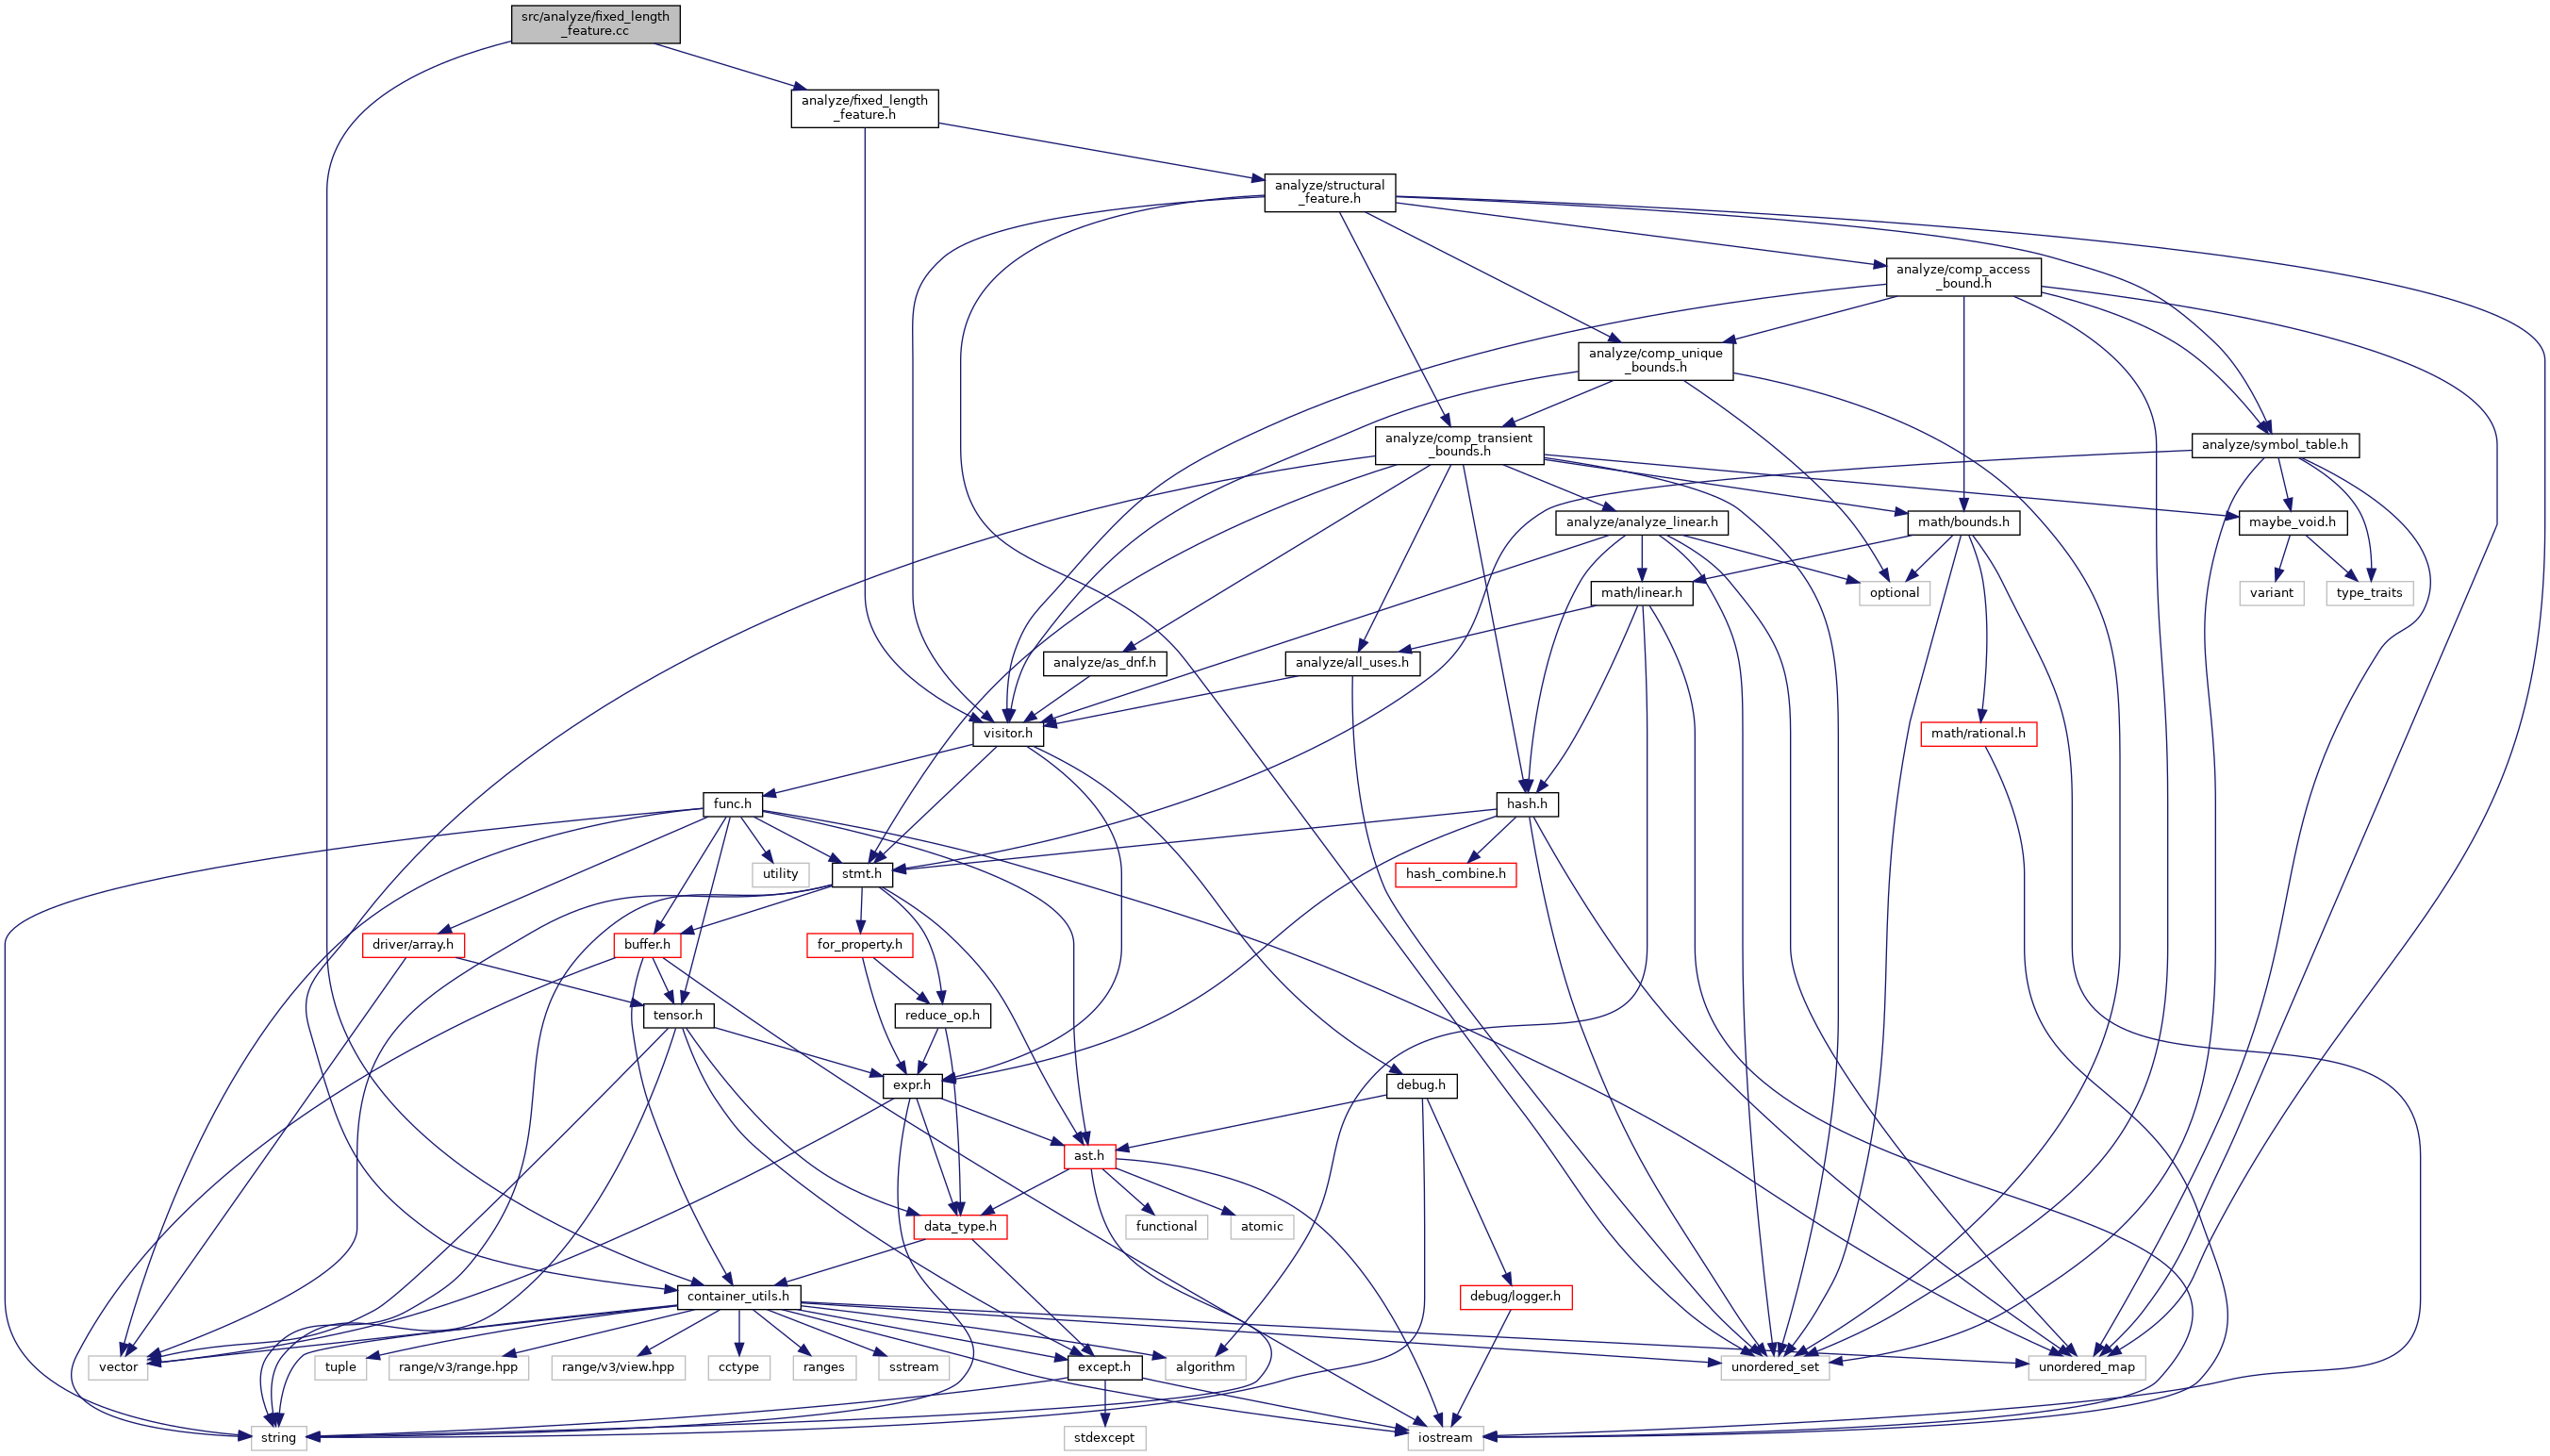 src/analyze/fixed_length
_feature.cc
analyze/fixed_length
_feature.h
analyze/structural
_feature.h
analyze/comp_access
_bound.h
analyze/comp_unique
_bounds.h
analyze/comp_transient
_bounds.h
analyze/symbol_table.h
analyze/analyze_linear.h
math/bounds.h
maybe_void.h
math/linear.h
optional
variant
type_traits
analyze/as_dnf.h
analyze/all_uses.h
visitor.h
math/rational.h
func.h
hash.h
utility
stmt.h
hash_combine.h
driver/array.h
buffer.h
for_property.h
tensor.h
reduce_op.h
expr.h
debug.h
ast.h
data_type.h
functional
atomic
container_utils.h
debug/logger.h
vector
tuple
range/v3/range.hpp
range/v3/view.hpp
cctype
ranges
sstream
except.h
algorithm
unordered_set
unordered_map
string
stdexcept
iostream